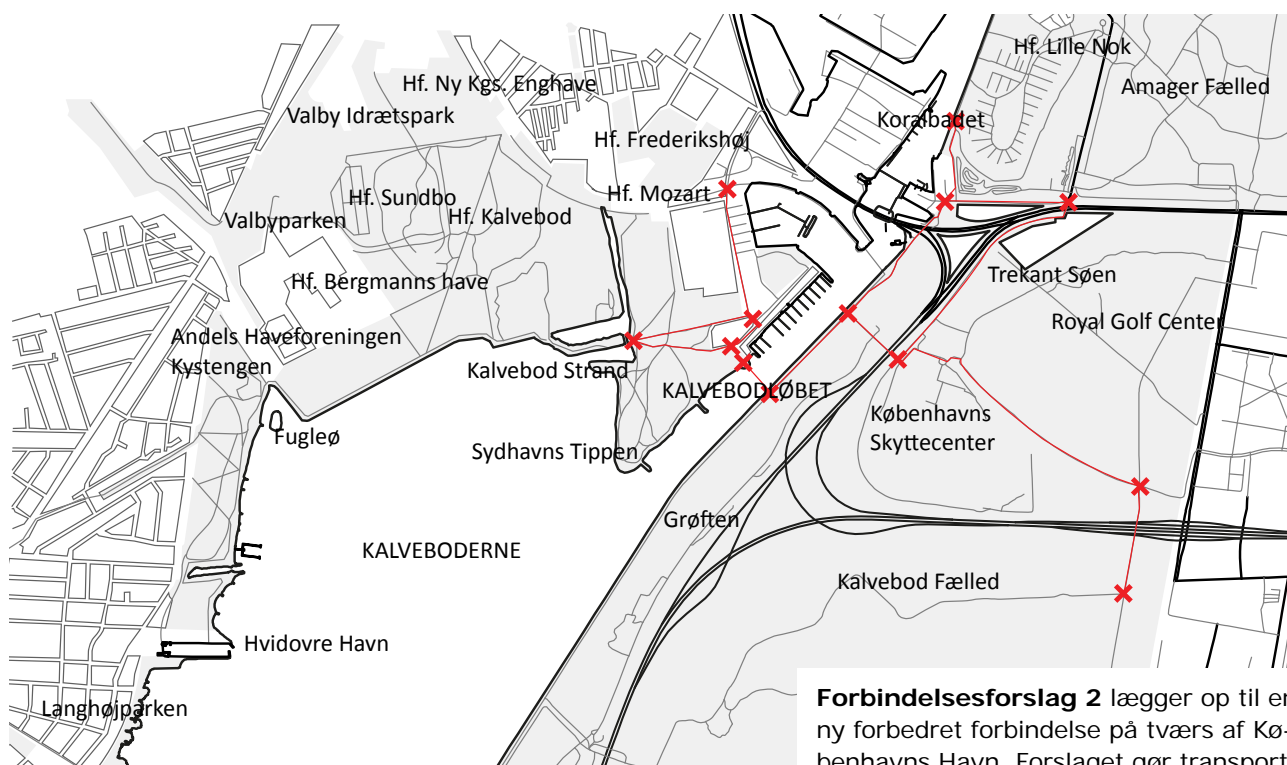 Hf. Lille Nok
Amager Fælled
Hf. Ny Kgs. Enghave
Valby Idrætspark
Koralbadet
Hf. Frederikshøj
Hf. Sundbo
Hf. Mozart
Valbyparken
Hf. Kalvebod
Hf. Bergmanns have
Trekant Søen
Royal Golf Center
Andels Haveforeningen
Kystengen
Kalvebod Strand
KALVEBODLØBET
Københavns
Skyttecenter
Fugleø
Sydhavns Tippen
Grøften
KALVEBODERNE
Kalvebod Fælled
Hvidovre Havn
Langhøjparken
Forbindelsesforslag 2 lægger op til en
ny forbedret forbindelse på tværs af Kø-
benhavns Havn. Forslaget gør transport